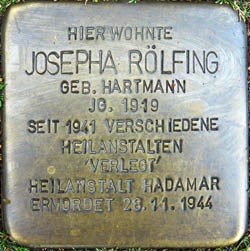 HIER WOHNTE
JOSEPHA RÖLFING
GEB. HARTMANN
JG. 1919
SEIT 1941 VERSCHIEDENE
HEILANSTALTEN
'VERLEGT'
HEILANSTALT HADAMAR
ERMORDET 28.11.1944